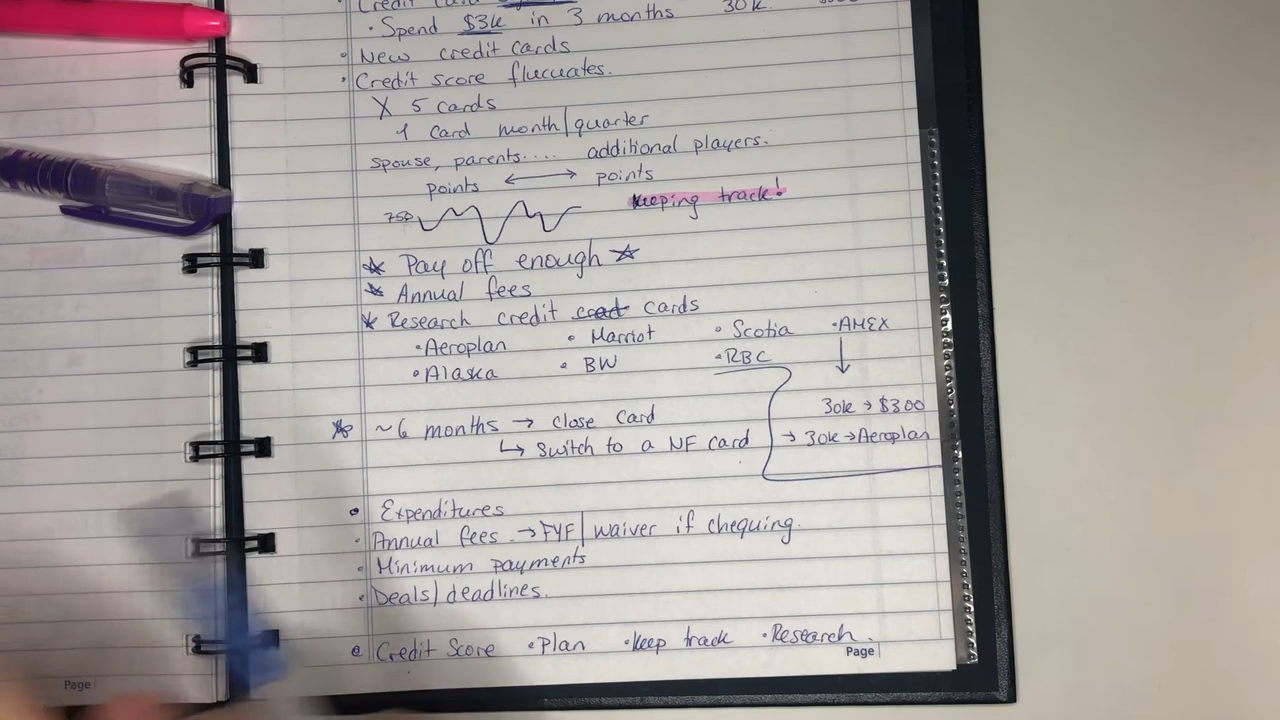 · Spend $3k in 3 months 30k.
· New credit cards
· Credit score flucuates.
X 5 cards
1 card month/quarter
spouse, parents.... additional players.
points ⟷ points
750 keeping track!
* Pay off enough *
* Annual fees
* Research credit cards
· Aeroplan · Marriot · Scotia · AMEX
· Alaska · BW · RBC
30k → $300
* ~6 months → close card
→ 30k → Aeroplan
↳ Switch to a NF card
· Expenditures
· Annual fees → FYF/waiver if chequing.
· Minimum payments
· Deals/deadlines.
· Credit Score · Plan · keep track · Research.
Page
Page